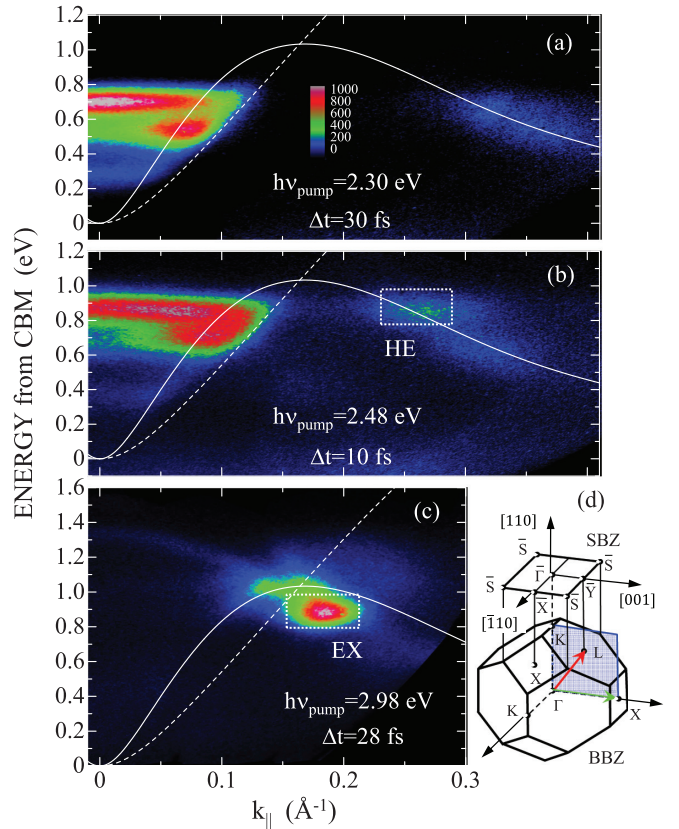 ENERGY from CBM (eV)
1.2
1.0
0.8
0.6
0.4
0.2
0
(a)
1000
800
600
400
200
0
hνpump=2.30 eV
Δt=30 fs
1.2
1.0
0.8
0.6
0.4
0.2
0
(b)
HE
hνpump=2.48 eV
Δt=10 fs
1.6
1.4
1.2
1.0
0.8
0.6
0.4
0.2
0
(c)
EX
hνpump=2.98 eV
Δt=28 fs
0
0.1
0.2
0.3
k|| (Å⁻¹)
(d)
[110]
SBZ
S̄
S̄
Γ̄
Ȳ
[001]
S̄
X̄
S̄
[1̄10]
K
L
X
K
Γ
X
BBZ